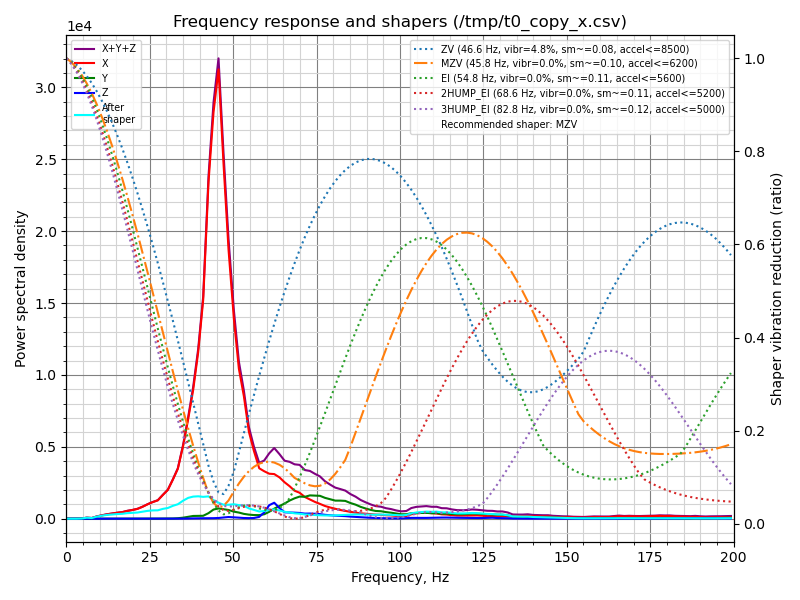 Frequency response and shapers (/tmp/t0_copy_x.csv)
1e4
X+Y+Z
X
Y
Z
After
shaper
ZV (46.6 Hz, vibr=4.8%, sm~=0.08, accel<=8500)
MZV (45.8 Hz, vibr=0.0%, sm~=0.10, accel<=6200)
EI (54.8 Hz, vibr=0.0%, sm~=0.11, accel<=5600)
2HUMP_EI (68.6 Hz, vibr=0.0%, sm~=0.11, accel<=5200)
3HUMP_EI (82.8 Hz, vibr=0.0%, sm~=0.12, accel<=5000)
Recommended shaper: MZV
Power spectral density
3.0
2.5
2.0
1.5
1.0
0.5
0.0
1.0
0.8
0.6
0.4
0.2
0.0
Shaper vibration reduction (ratio)
0 25 50 75 100 125 150 175 200
Frequency, Hz